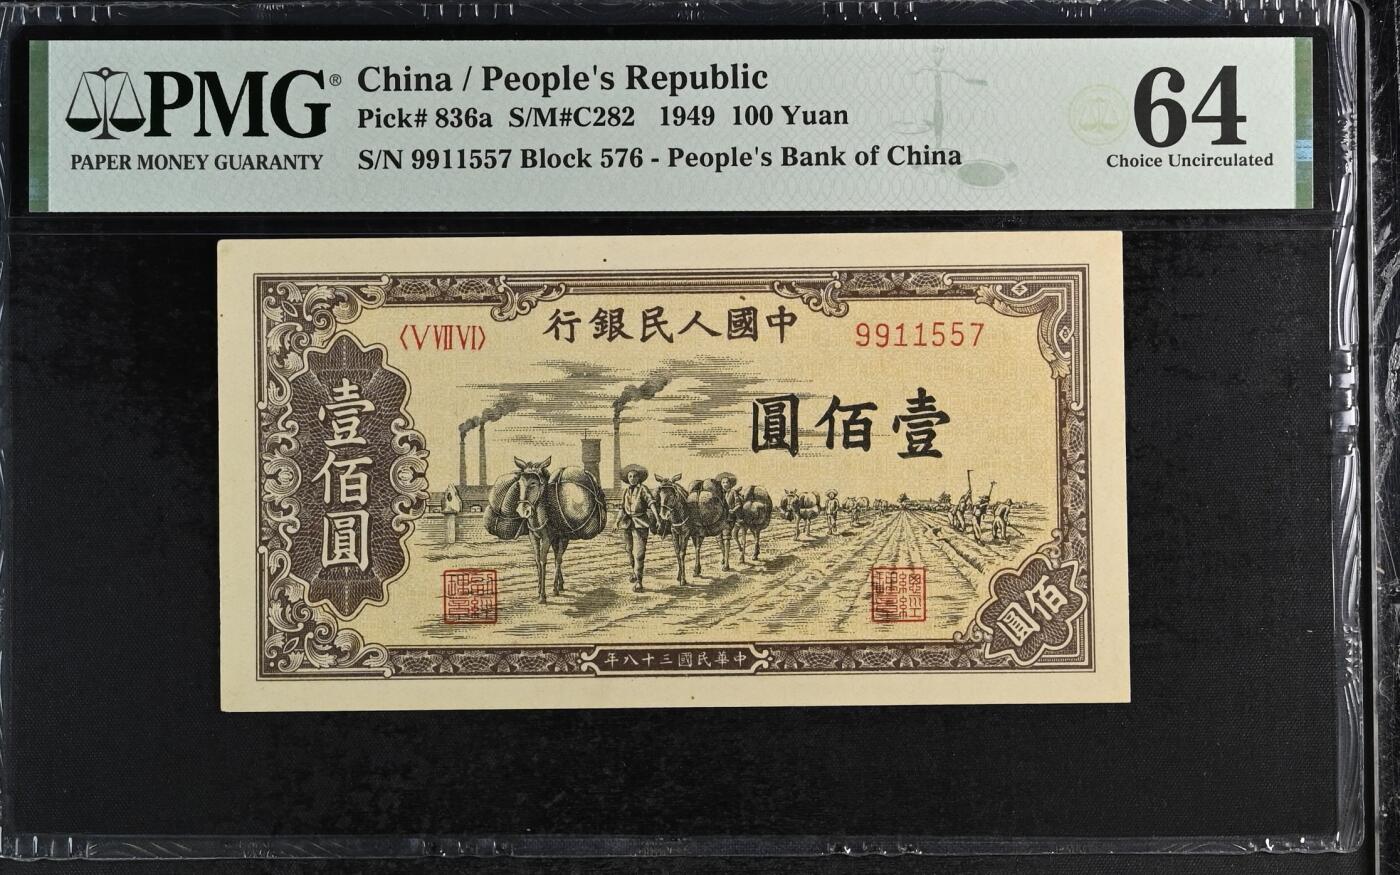 PMG®
PAPER MONEY GUARANTY
China / People's Republic
Pick# 836a S/M#C282 1949 100 Yuan
S/N 9911557 Block 576 - People's Bank of China
64
Choice Uncirculated
行銀民人國中
〈V VII VI〉
9911557
圓佰壹
壹佰圓
佰圓
年八十三國民華中